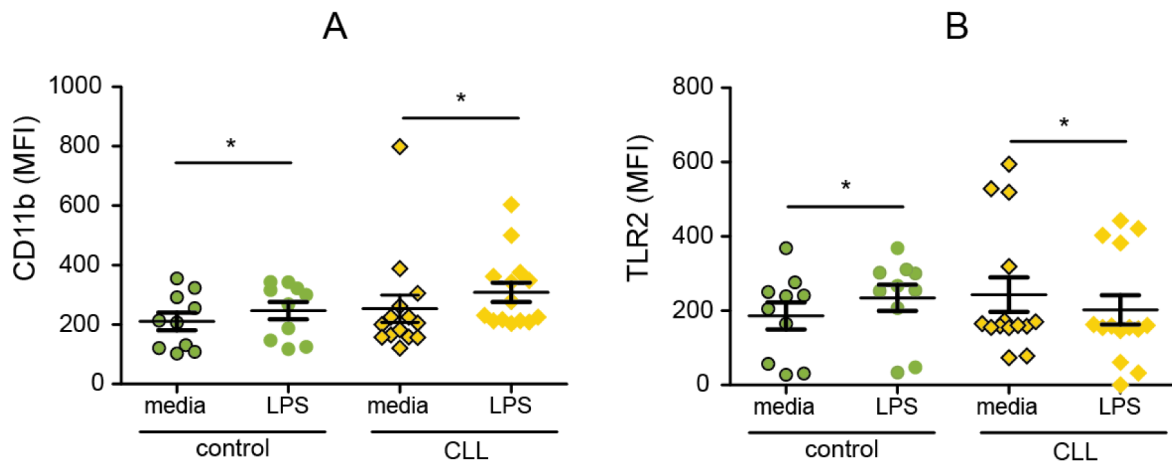 A
CD11b (MFI)
1000
800
600
400
200
0
*
*
media
LPS
media
LPS
control
CLL
B
TLR2 (MFI)
800
600
400
200
0
*
*
media
LPS
media
LPS
control
CLL